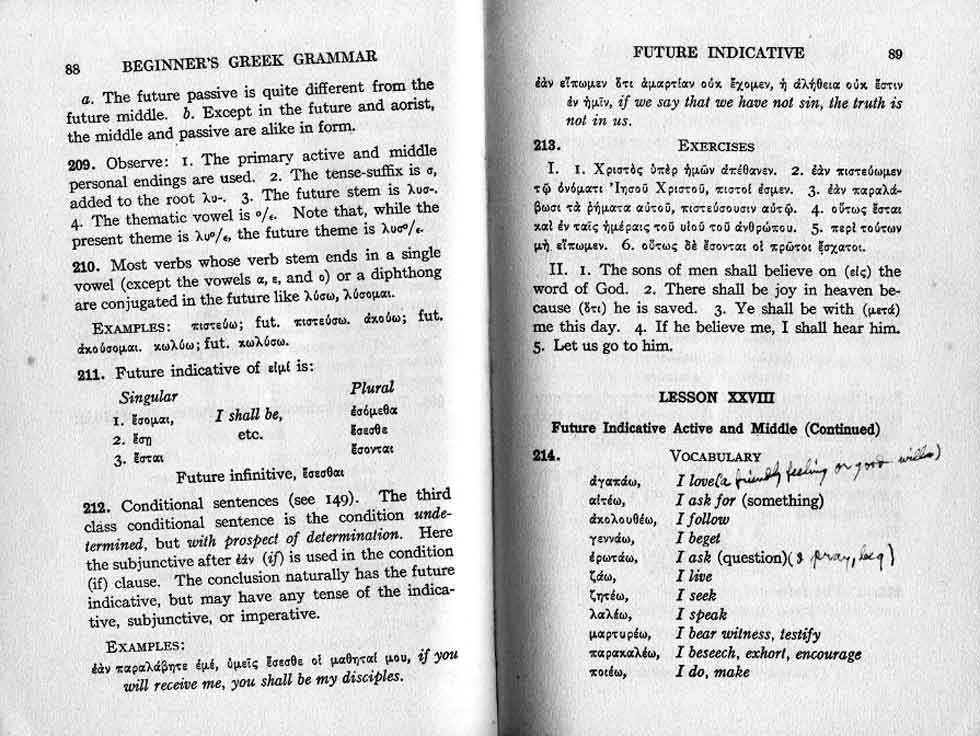 88 BEGINNER'S GREEK GRAMMAR
a. The future passive is quite different from the
future middle. b. Except in the future and aorist,
the middle and passive are alike in form.
209. Observe: 1. The primary active and middle
personal endings are used. 2. The tense-suffix is σ,
added to the root λυ-. 3. The future stem is λυσ-.
4. The thematic vowel is ο/ε. Note that, while the
present theme is λυο/ε, the future theme is λυσο/ε.
210. Most verbs whose verb stem ends in a single
vowel (except the vowels α, ε, and ο) or a diphthong
are conjugated in the future like λύσω, λύσομαι.
EXAMPLES: πιστεύω; fut. πιστεύσω. ἀκούω; fut.
ἀκούσομαι. κωλύω; fut. κωλύσω.
211. Future indicative of εἰμί is:
Singular Plural
1. ἔσομαι, I shall be, ἐσόμεθα
2. ἔσῃ etc. ἔσεσθε
3. ἔσται ἔσονται
Future infinitive, ἔσεσθαι
212. Conditional sentences (see 149). The third
class conditional sentence is the condition unde-
termined, but with prospect of determination. Here
the subjunctive after ἐάν (if) is used in the condition
(if) clause. The conclusion naturally has the future
indicative, but may have any tense of the indica-
tive, subjunctive, or imperative.
EXAMPLES:
ἐὰν παραλάβητε ἐμέ, ὑμεῖς ἔσεσθε οἱ μαθηταί μου, if you
will receive me, you shall be my disciples.
FUTURE INDICATIVE 89
ἐὰν εἴπωμεν ὅτι ἁμαρτίαν οὐκ ἔχομεν, ἡ ἀλήθεια οὐκ ἔστιν
ἐν ἡμῖν, if we say that we have not sin, the truth is
not in us.
213. EXERCISES
I. 1. Χριστὸς ὑπὲρ ἡμῶν ἀπέθανεν. 2. ἐὰν πιστεύωμεν
τῷ ὀνόματι Ἰησοῦ Χριστοῦ, πιστοί ἐσμεν. 3. ἐὰν παραλά-
βωσι τὰ ῥήματα αὐτοῦ, πιστεύσουσιν αὐτῷ. 4. οὕτως ἔσται
καὶ ἐν ταῖς ἡμέραις τοῦ υἱοῦ τοῦ ἀνθρώπου. 5. περὶ τούτων
μὴ εἴπωμεν. 6. οὕτως δὲ ἔσονται οἱ πρῶτοι ἔσχατοι.
II. 1. The sons of men shall believe on (εἰς) the
word of God. 2. There shall be joy in heaven be-
cause (ὅτι) he is saved. 3. Ye shall be with (μετά)
me this day. 4. If he believe me, I shall hear him.
5. Let us go to him.
LESSON XXVIII
Future Indicative Active and Middle (Continued)
214. VOCABULARY
ἀγαπάω, I love (a friendly feeling or good will)
αἰτέω, I ask for (something)
ἀκολουθέω, I follow
γεννάω, I beget
ἐρωτάω, I ask (question) (I pray, beg)
ζάω, I live
ζητέω, I seek
λαλέω, I speak
μαρτυρέω, I bear witness, testify
παρακαλέω, I beseech, exhort, encourage
ποιέω, I do, make